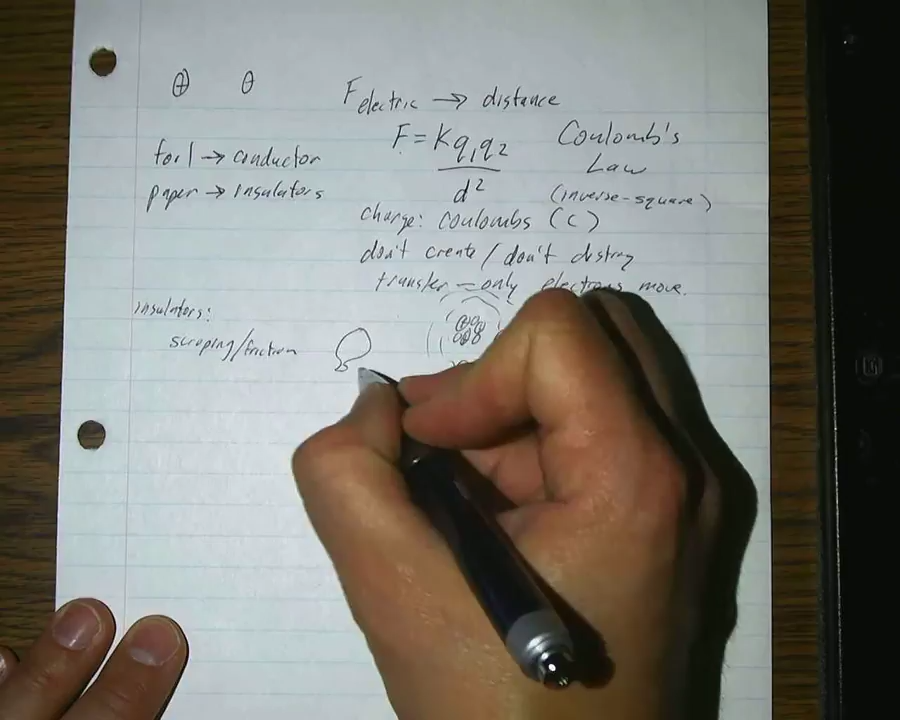 ⊕ ⊖
F electric → distance
F = K q1q2 / d²
Coulomb's
Law
(inverse-square)
foil → conductor
paper → insulators
charge: coulombs (C)
don't create / don't destroy
transfer - only electrons move.
insulators:
scraping/friction